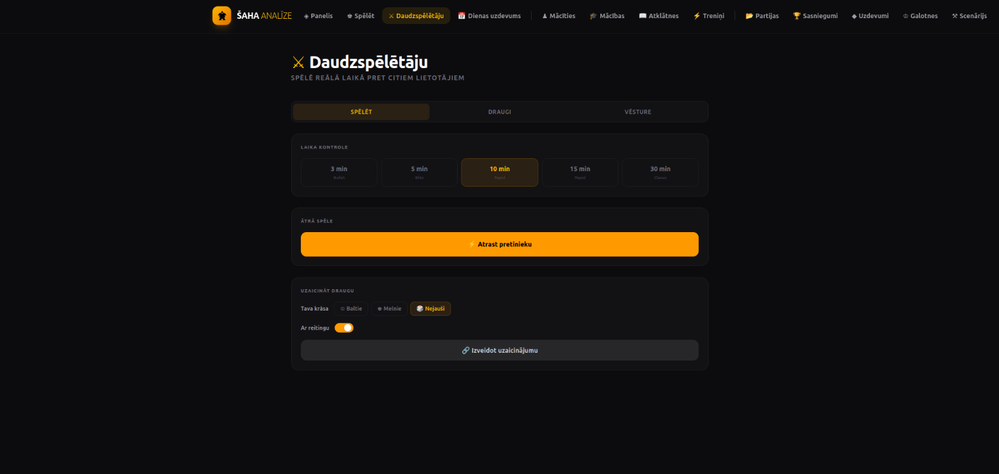 ŠAHA ANALĪZE
◈ Panelis
♚ Spēlēt
⚔ Daudzspēlētāju
📅 Dienas uzdevums
♟ Mācīties
🎓 Mācības
📖 Atklātnes
⚡ Treniņi
📂 Partijas
🏆 Sasniegumi
◆ Uzdevumi
♔ Galotnes
⚒ Scenārijs
⚔ Daudzspēlētāju
SPĒLĒ REĀLĀ LAIKĀ PRET CITIEM LIETOTĀJIEM
SPĒLĒT
DRAUGI
VĒSTURE
LAIKA KONTROLE
3 min
Bullet
5 min
Blitz
10 min
Rapid
15 min
Rapid
30 min
Classic
ĀTRĀ SPĒLE
⚡ Atrast pretinieku
UZAICINĀT DRAUGU
Tava krāsa
♔ Baltie
♚ Melnie
🎲 Nejauši
Ar reitingu
🔗 Izveidot uzaicinājumu